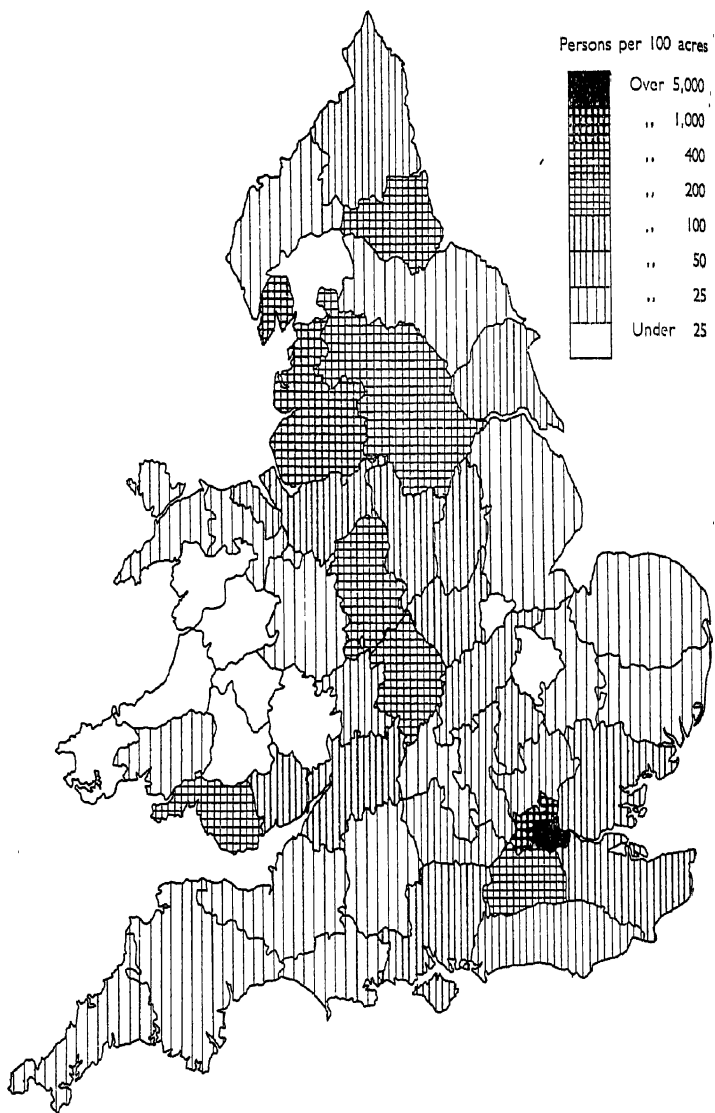 Persons per 100 acres
Over 5,000
„ 1,000
„ 400
„ 200
„ 100
„ 50
„ 25
Under 25